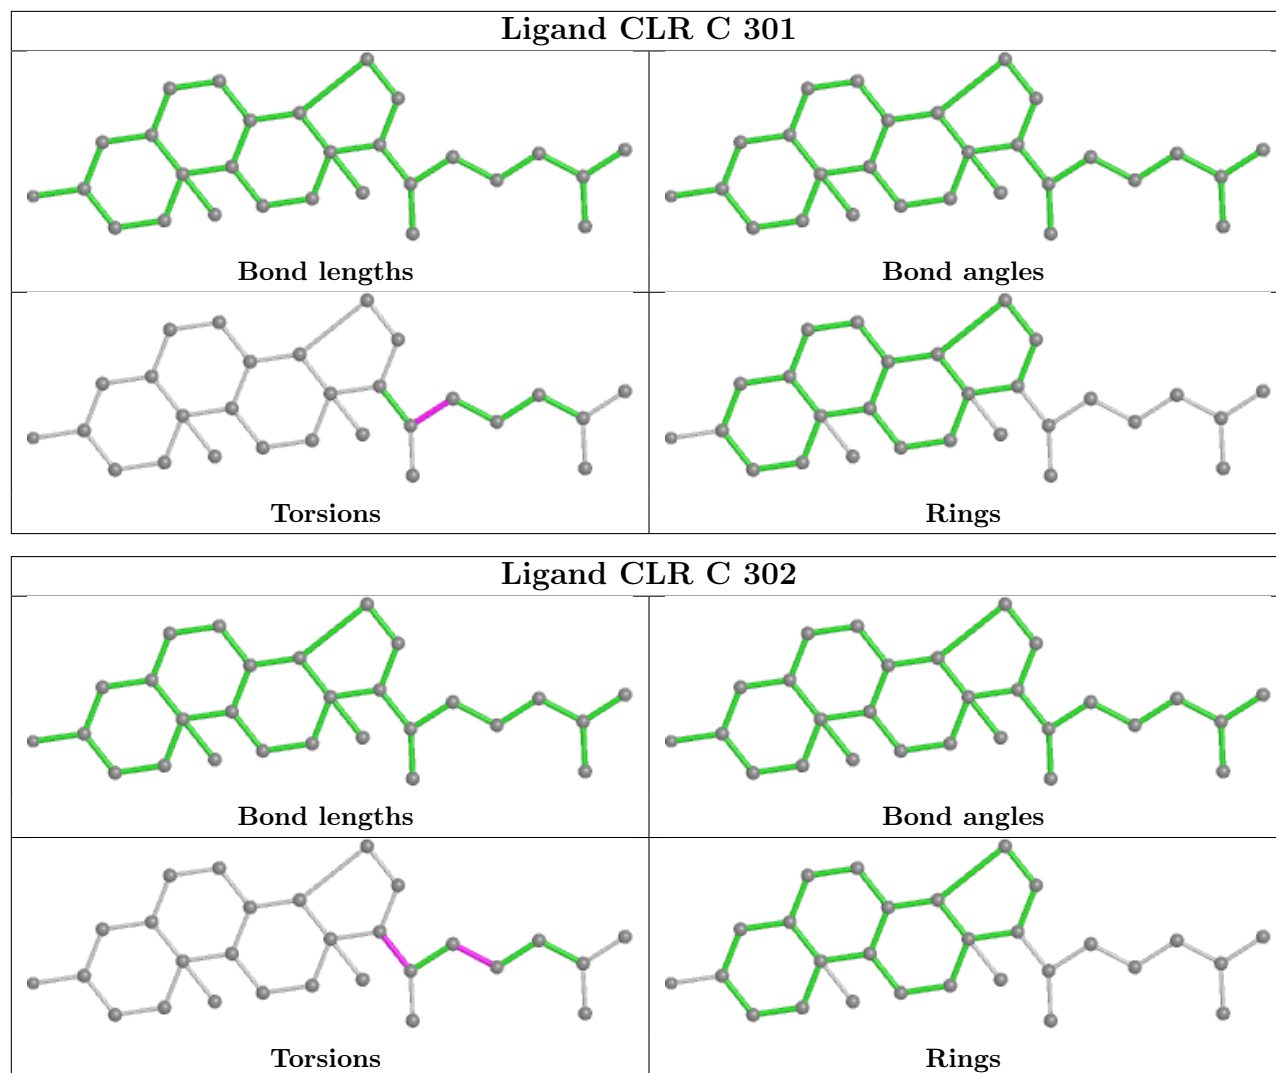 Ligand CLR C 301
Bond lengths
Bond angles
Torsions
Rings
Ligand CLR C 302
Bond lengths
Bond angles
Torsions
Rings